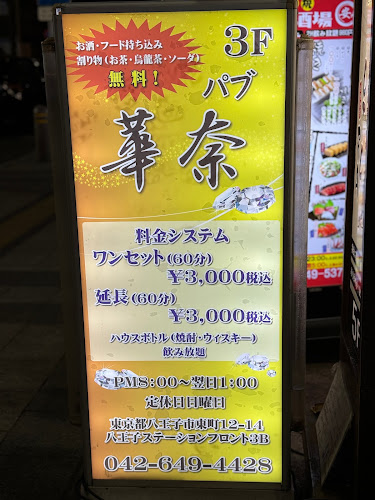 お酒・フード持ち込み
割り物(お茶・烏龍茶・ソーダ)
無料!
3F
パブ
華奈
料金システム
ワンセット(60分)
¥3,000税込
延長(60分)
¥3,000税込
ハウスボトル(焼酎・ウィスキー)
飲み放題
PM8:00~翌日1:00
定休日日曜日
東京都八王子市東町12-14
八王子ステーションフロント3B
042-649-4428
酒場
49-537